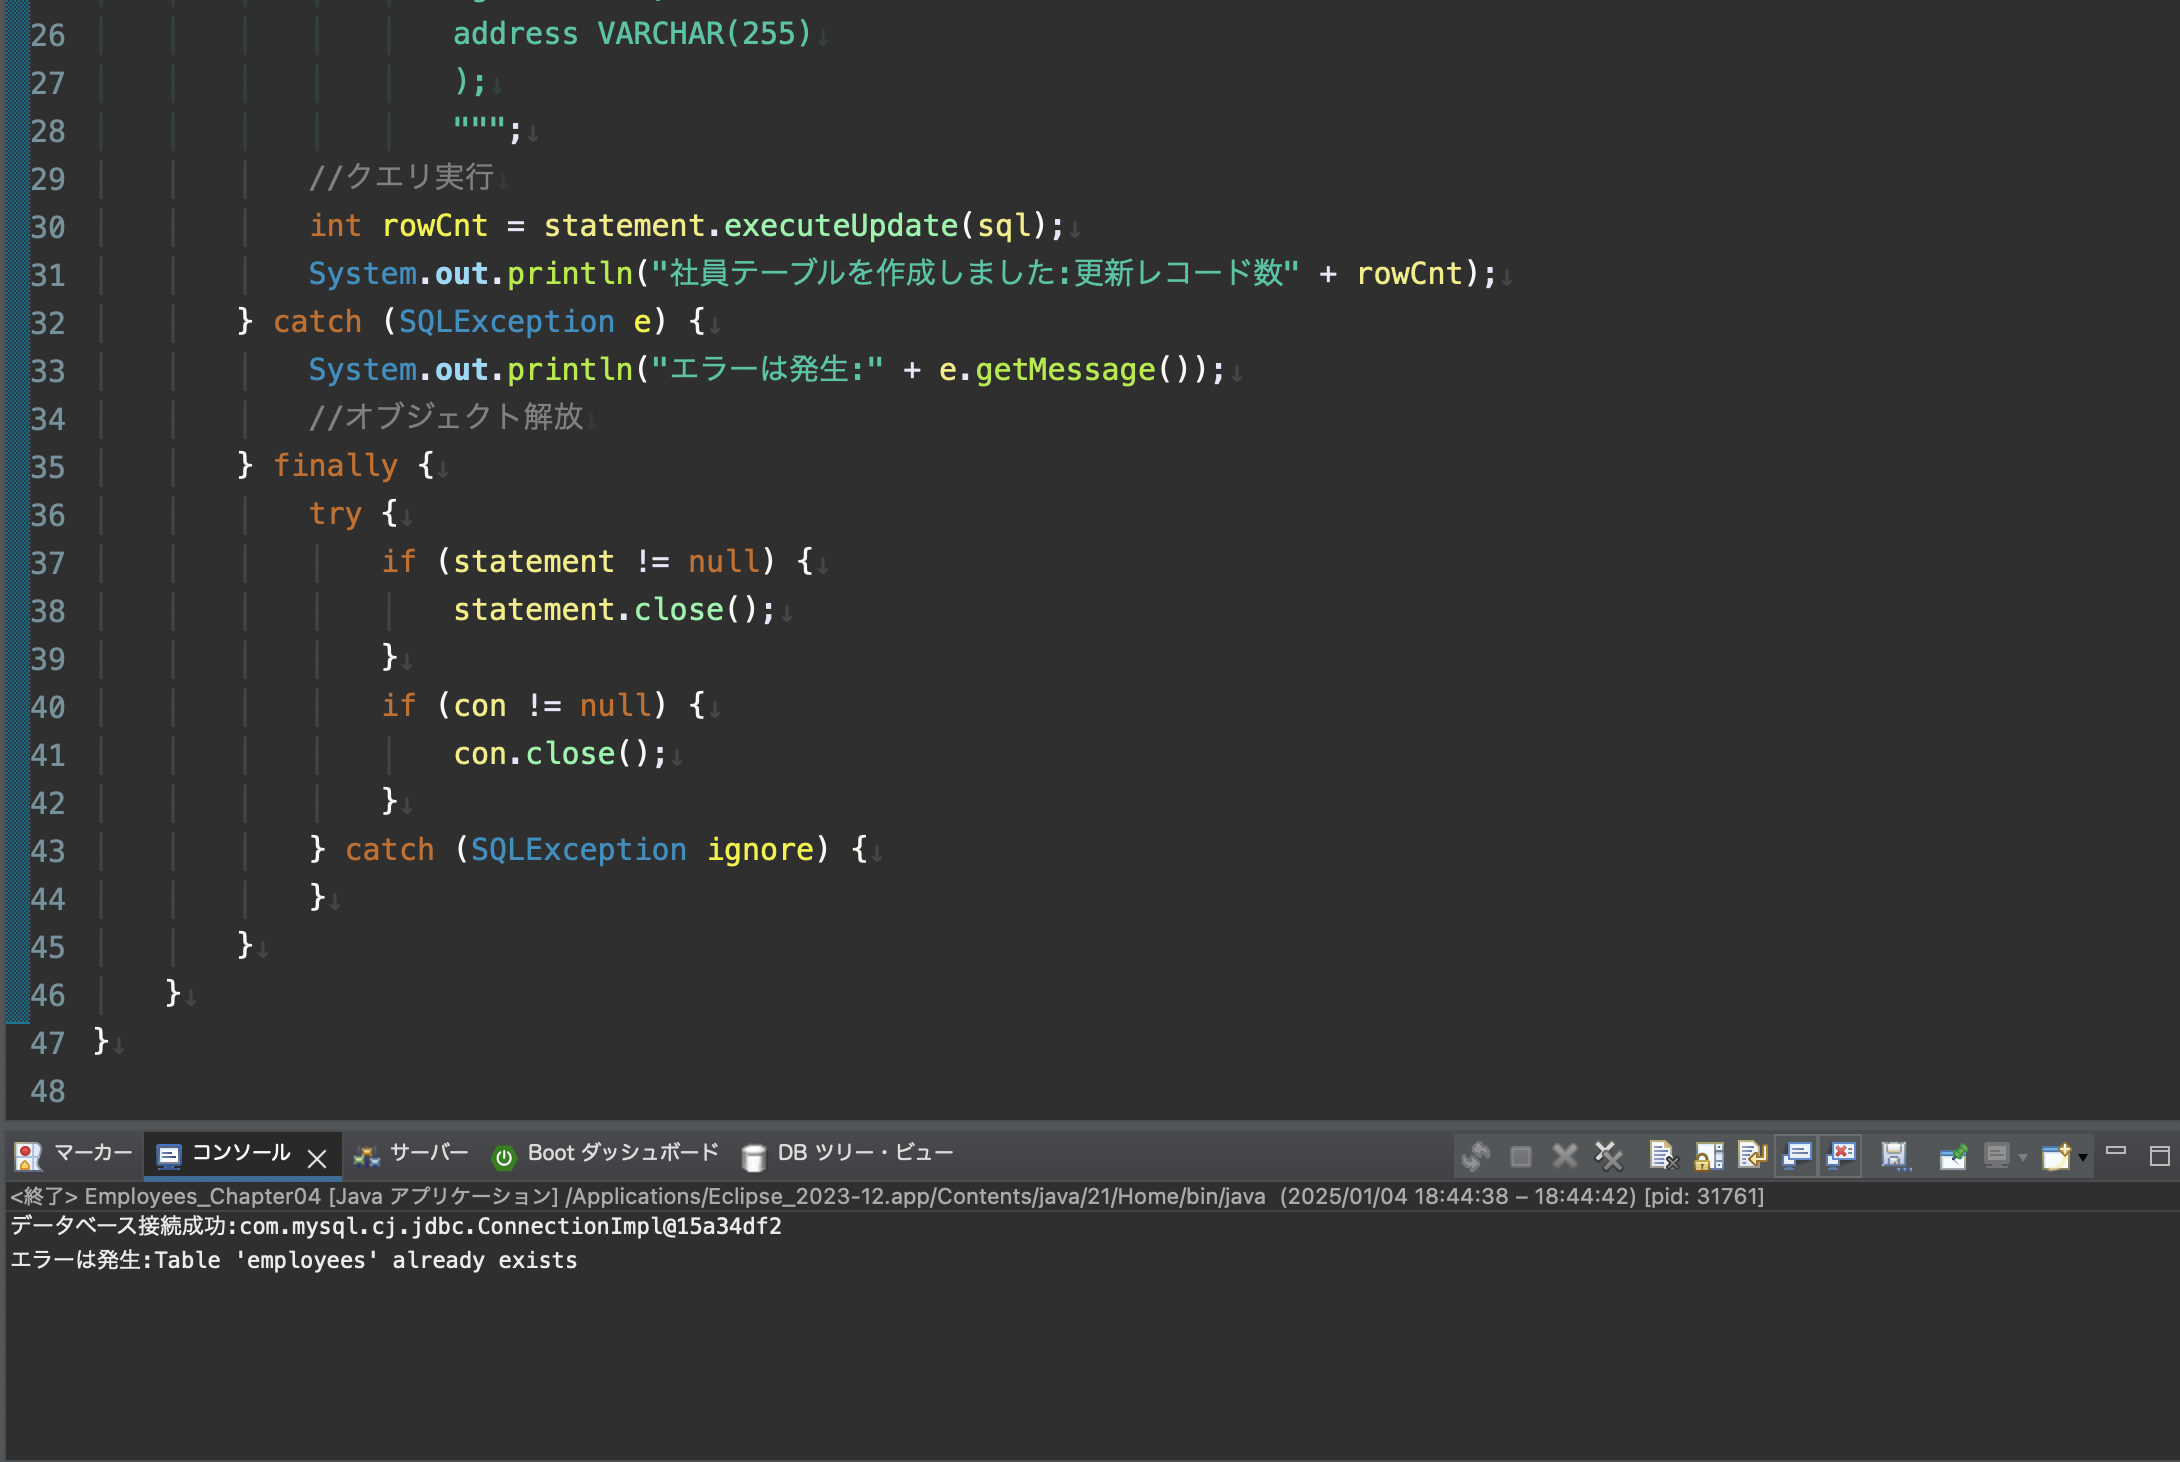 26 address VARCHAR(255)↓
27 );↓
28 """;↓
29 //クエリ実行↓
30 int rowCnt = statement.executeUpdate(sql);↓
31 System.out.println("社員テーブルを作成しました:更新レコード数" + rowCnt);↓
32 } catch (SQLException e) {↓
33 System.out.println("エラーは発生:" + e.getMessage());↓
34 //オブジェクト解放↓
35 } finally {↓
36 try {↓
37 if (statement != null) {↓
38 statement.close();↓
39 }↓
40 if (con != null) {↓
41 con.close();↓
42 }↓
43 } catch (SQLException ignore) {↓
44 }↓
45 }↓
46 }↓
47 }↓
48
マーカー コンソール サーバー Boot ダッシュボード DB ツリー・ビュー
<終了> Employees_Chapter04 [Java アプリケーション] /Applications/Eclipse_2023-12.app/Contents/java/21/Home/bin/java (2025/01/04 18:44:38 – 18:44:42) [pid: 31761]
データベース接続成功:com.mysql.cj.jdbc.ConnectionImpl@15a34df2
エラーは発生:Table 'employees' already exists